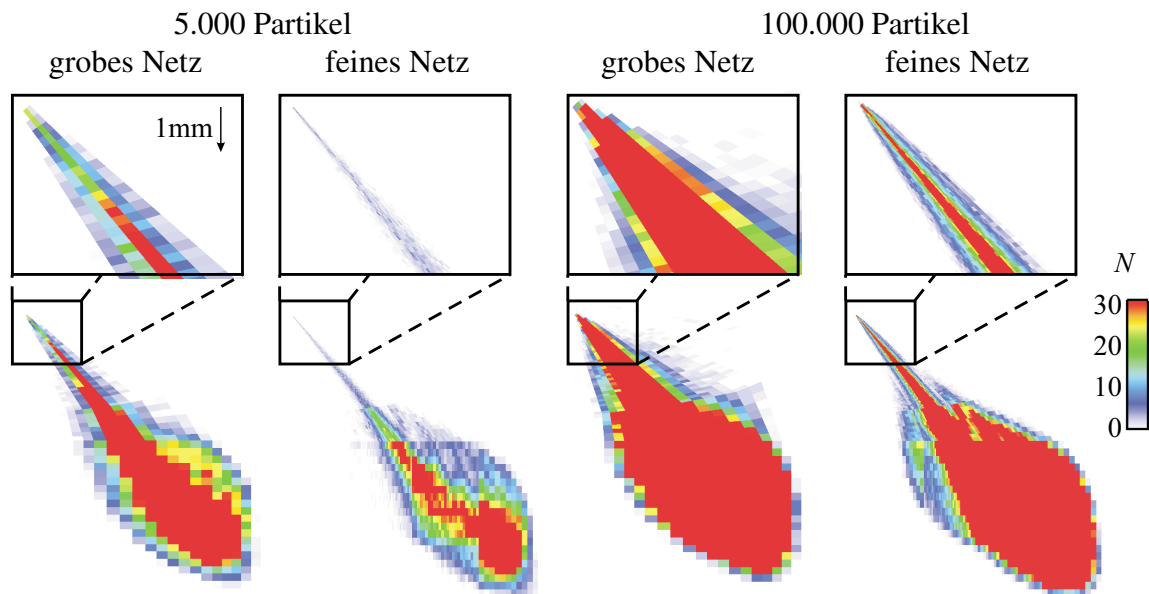 5.000 Partikel
100.000 Partikel
grobes Netz
feines Netz
grobes Netz
feines Netz
1mm
N
30
20
10
0